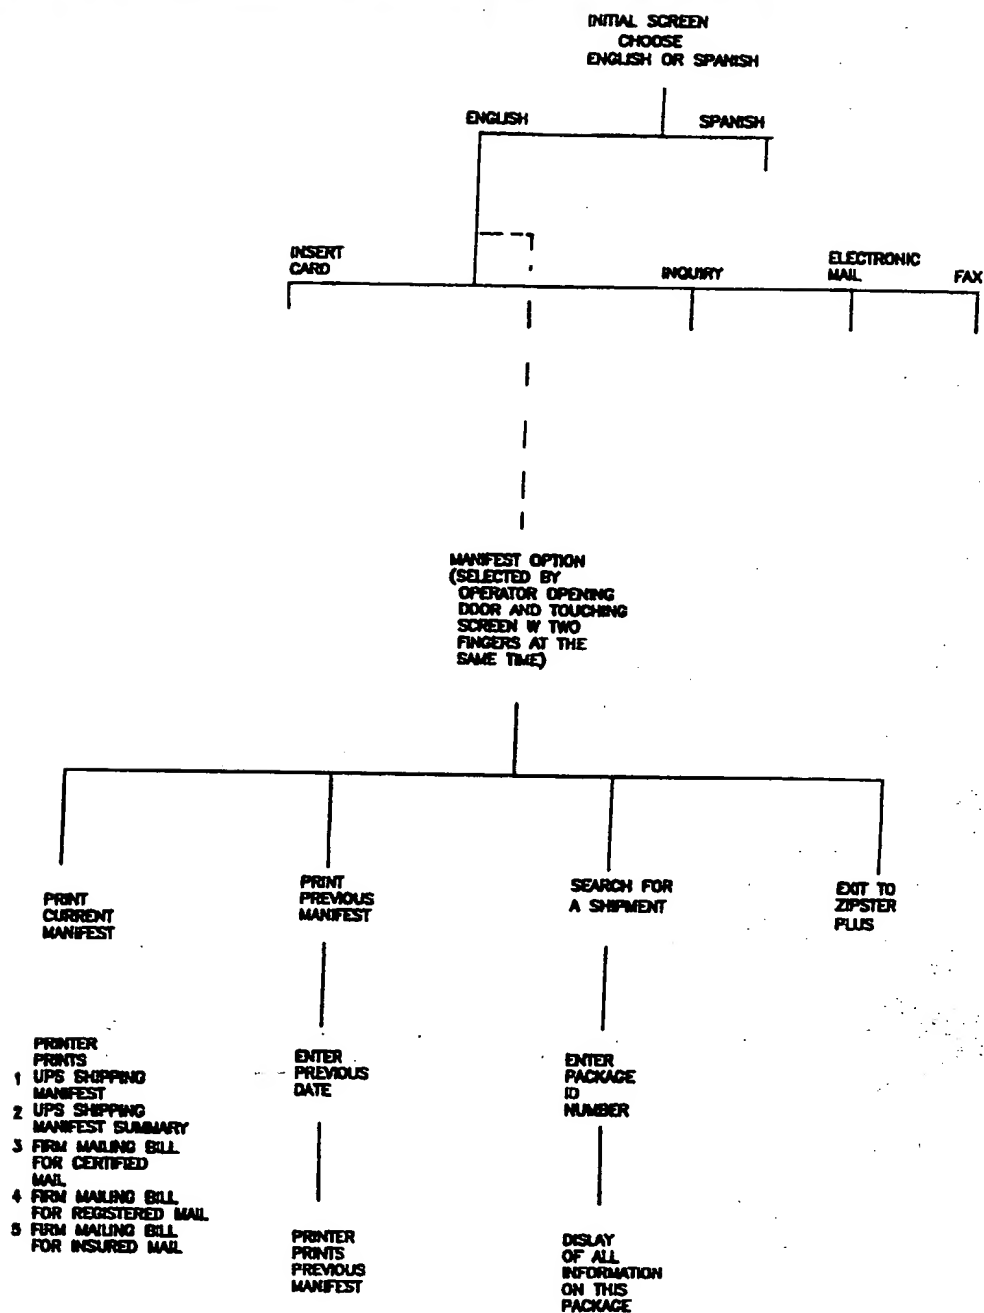 INITIAL SCREEN
CHOOSE
ENGLISH OR SPANISH
ENGLISH
SPANISH
INSERT
CARD
INQUIRY
ELECTRONIC
MAIL
FAX
MANIFEST OPTION
(SELECTED BY
OPERATOR OPENING
DOOR AND TOUCHING
SCREEN W TWO
FINGERS AT THE
SAME TIME)
PRINT
CURRENT
MANIFEST
PRINT
PREVIOUS
MANIFEST
SEARCH FOR
A SHIPMENT
EXIT TO
ZIPSTER
PLUS
PRINTER
PRINTS
1 UPS SHIPPING
MANIFEST
2 UPS SHIPPING
MANIFEST SUMMARY
3 FIRM MAILING BILL
FOR CERTIFIED
MAIL
4 FIRM MAILING BILL
FOR REGISTERED MAIL
5 FIRM MAILING BILL
FOR INSURED MAIL
ENTER
PREVIOUS
DATE
PRINTER
PRINTS
PREVIOUS
MANIFEST
ENTER
PACKAGE
ID
NUMBER
DISLAY
OF ALL
INFORMATION
ON THIS
PACKAGE